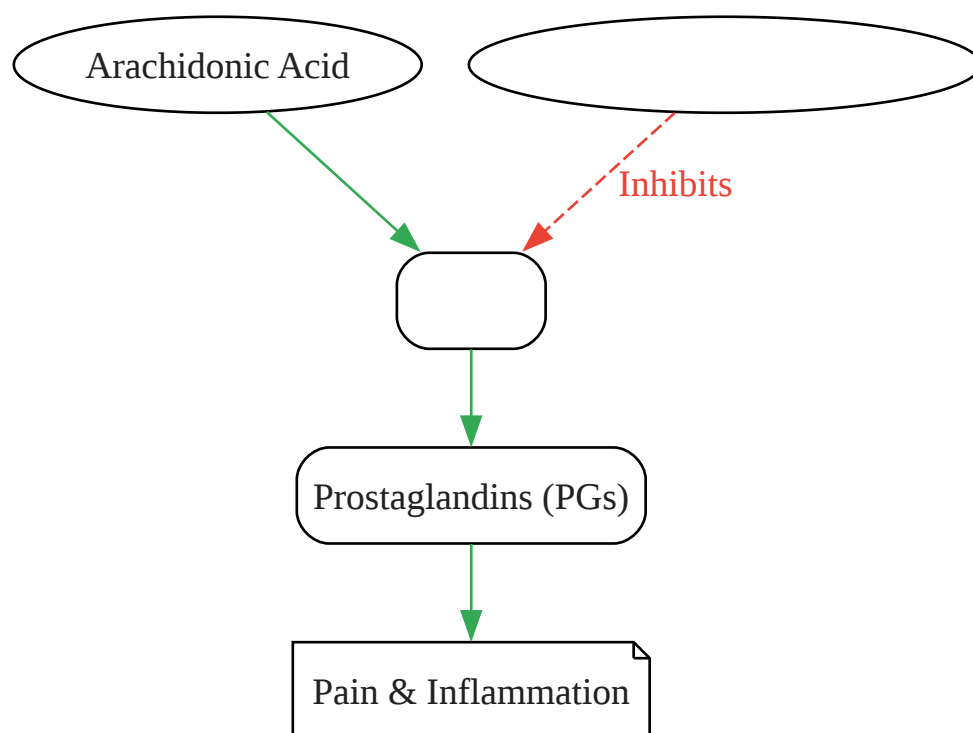 Arachidonic Acid
Inhibits
Prostaglandins (PGs)
Pain & Inflammation